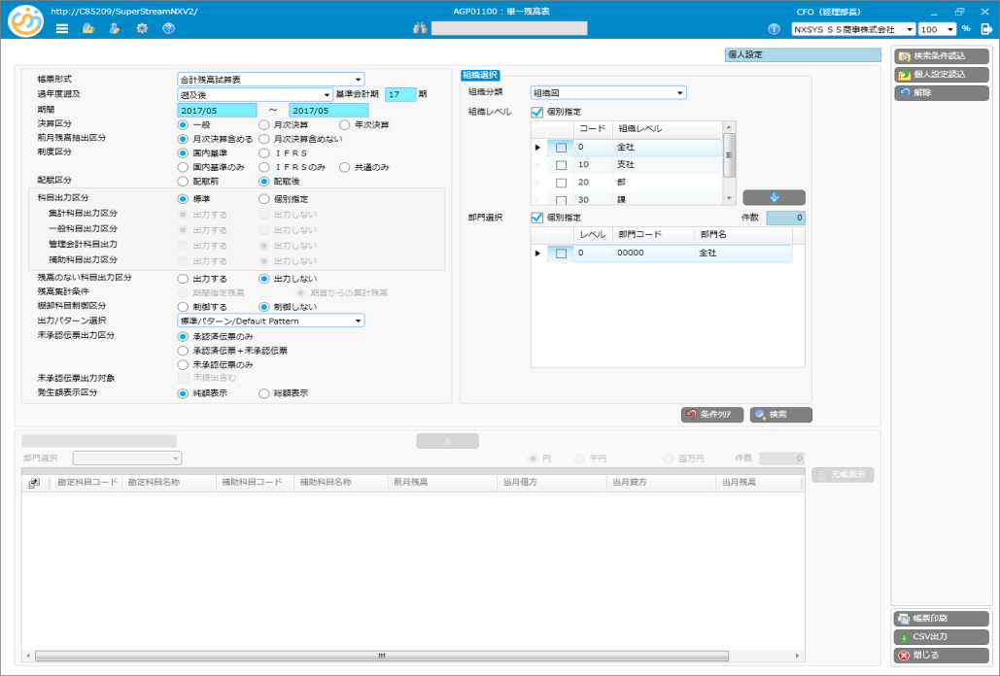 http://C85209/SuperStreamNXV2/
AGP01100：単一残高表
CFO（経理部長）
NXSYS ＳＳ商事株式会社
100 %
個人設定
帳票形式 合計残高試算表
過年度遡及 遡及後 基準会計期 17 期
期間 2017/05 ～ 2017/05
決算区分 一般 月次決算 年次決算
前月残高抽出区分 月次決算含める 月次決算含めない
制度区分 国内基準 ＩＦＲＳ
国内基準のみ ＩＦＲＳのみ 共通のみ
配賦区分 配賦前 配賦後
科目出力区分 標準 個別指定
集計科目出力区分 出力する 出力しない
一般科目出力区分 出力する 出力しない
管理会計科目出力 出力する 出力しない
補助科目出力区分 出力する 出力しない
残高のない科目出力区分 出力する 出力しない
残高集計条件 期間指定残高 期首からの累計残高
棚卸科目制御区分 制御する 制御しない
出力パターン選択 標準パターン/Default Pattern
未承認伝票出力区分 承認済伝票のみ
承認済伝票＋未承認伝票
未承認伝票のみ
未承認伝票出力対象 未提出含む
発生額表示区分 純額表示 総額表示
組織選択
組織分類 組織図
組織レベル 個別指定
コード 組織レベル
0 全社
10 支社
20 部
30 課
部門選択 個別指定 件数 0
レベル 部門コード 部門名
0 00000 全社
条件クリア 検索
部門選択 円 千円 百万円 件数 0
勘定科目コード 勘定科目名称 補助科目コード 補助科目名称 前月残高 当月借方 当月貸方 当月残高
元帳表示
検索条件読込
個人設定読込
解除
帳票印刷
CSV出力
閉じる